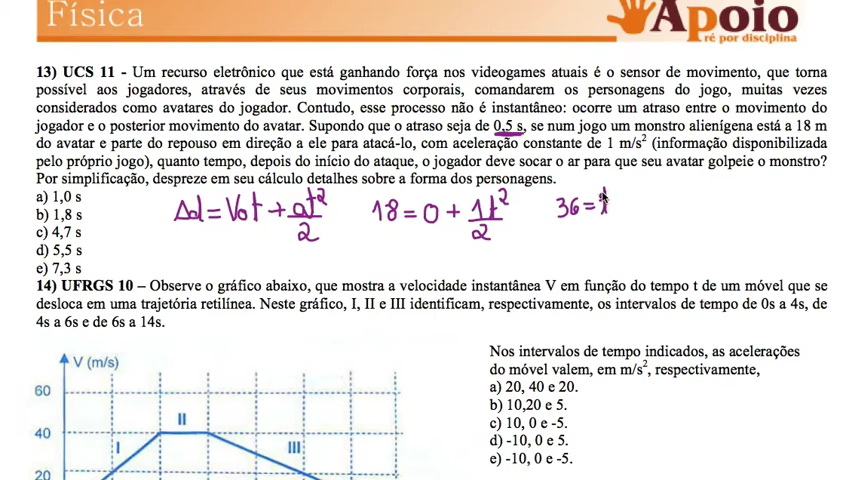 Física
Apoio
ré por disciplina
13) UCS 11 - Um recurso eletrônico que está ganhando força nos videogames atuais é o sensor de movimento, que torna
possível aos jogadores, através de seus movimentos corporais, comandarem os personagens do jogo, muitas vezes
considerados como avatares do jogador. Contudo, esse processo não é instantâneo: ocorre um atraso entre o movimento do
jogador e o posterior movimento do avatar. Supondo que o atraso seja de 0,5 s, se num jogo um monstro alienígena está a 18 m
do avatar e parte do repouso em direção a ele para atacá-lo, com aceleração constante de 1 m/s² (informação disponibilizada
pelo próprio jogo), quanto tempo, depois do início do ataque, o jogador deve socar o ar para que seu avatar golpeie o monstro?
Por simplificação, despreze em seu cálculo detalhes sobre a forma dos personagens.
a) 1,0 s
b) 1,8 s
c) 4,7 s
d) 5,5 s
e) 7,3 s
Δd = V₀t + at²/2 18 = 0 + 1t²/2 36 = t
14) UFRGS 10 – Observe o gráfico abaixo, que mostra a velocidade instantânea V em função do tempo t de um móvel que se
desloca em uma trajetória retilínea. Neste gráfico, I, II e III identificam, respectivamente, os intervalos de tempo de 0s a 4s, de
4s a 6s e de 6s a 14s.
V (m/s)
60
40
20
I
II
III
Nos intervalos de tempo indicados, as acelerações
do móvel valem, em m/s², respectivamente,
a) 20, 40 e 20.
b) 10,20 e 5.
c) 10, 0 e -5.
d) -10, 0 e 5.
e) -10, 0 e -5.